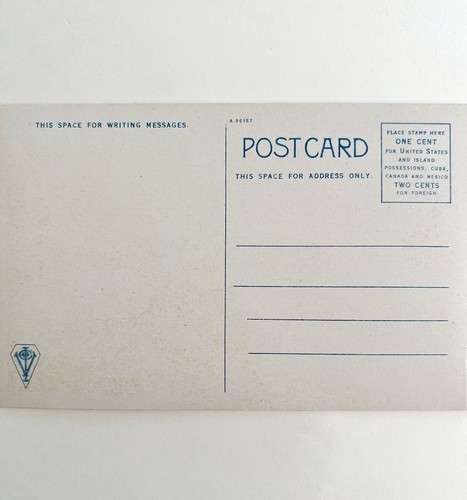 THIS SPACE FOR WRITING MESSAGES.
A 96157
POSTCARD
THIS SPACE FOR ADDRESS ONLY.
PLACE STAMP HERE
ONE CENT
FOR UNITED STATES
AND ISLAND
POSSESSIONS, CUBA,
CANADA AND MEXICO
TWO CENTS
FOR FOREIGN.